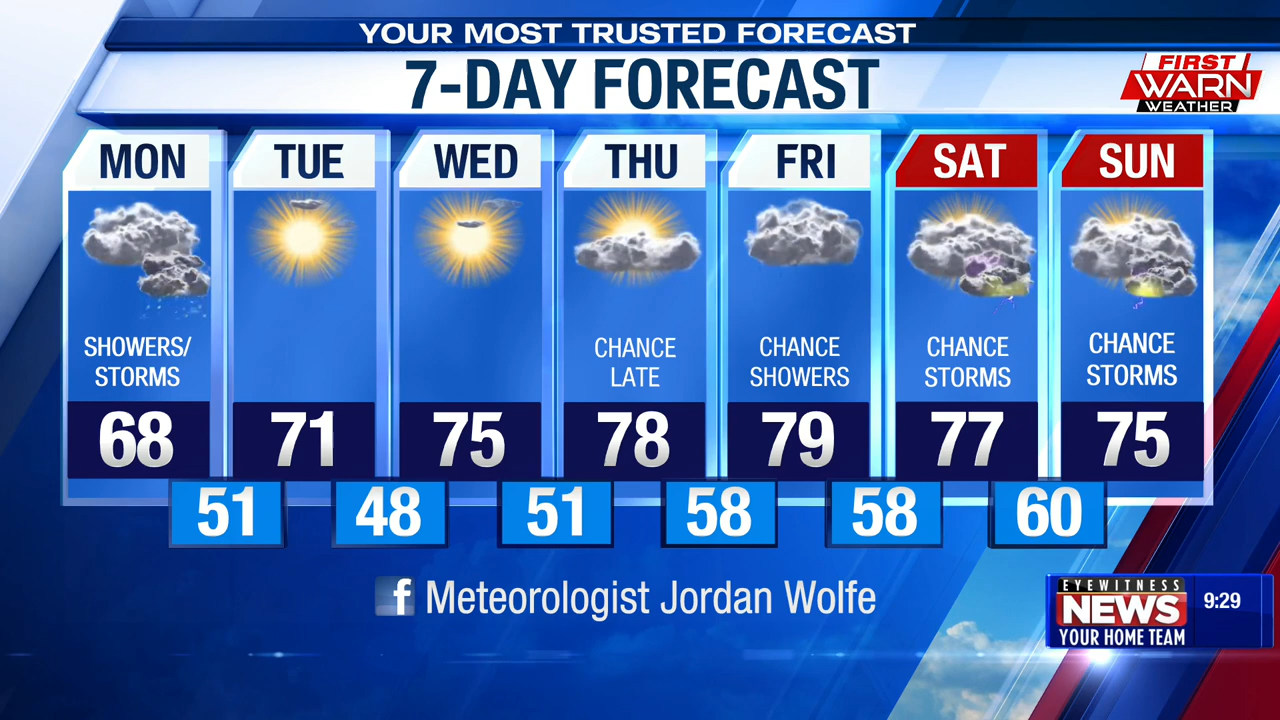 YOUR MOST TRUSTED FORECAST
7-DAY FORECAST
FIRST
WARN
WEATHER
MON TUE WED THU FRI SAT SUN
SHOWERS/
STORMS
CHANCE
LATE
CHANCE
SHOWERS
CHANCE
STORMS
CHANCE
STORMS
68 71 75 78 79 77 75
51 48 51 58 58 60
f Meteorologist Jordan Wolfe
EYEWITNESS
NEWS
YOUR HOME TEAM
9:29